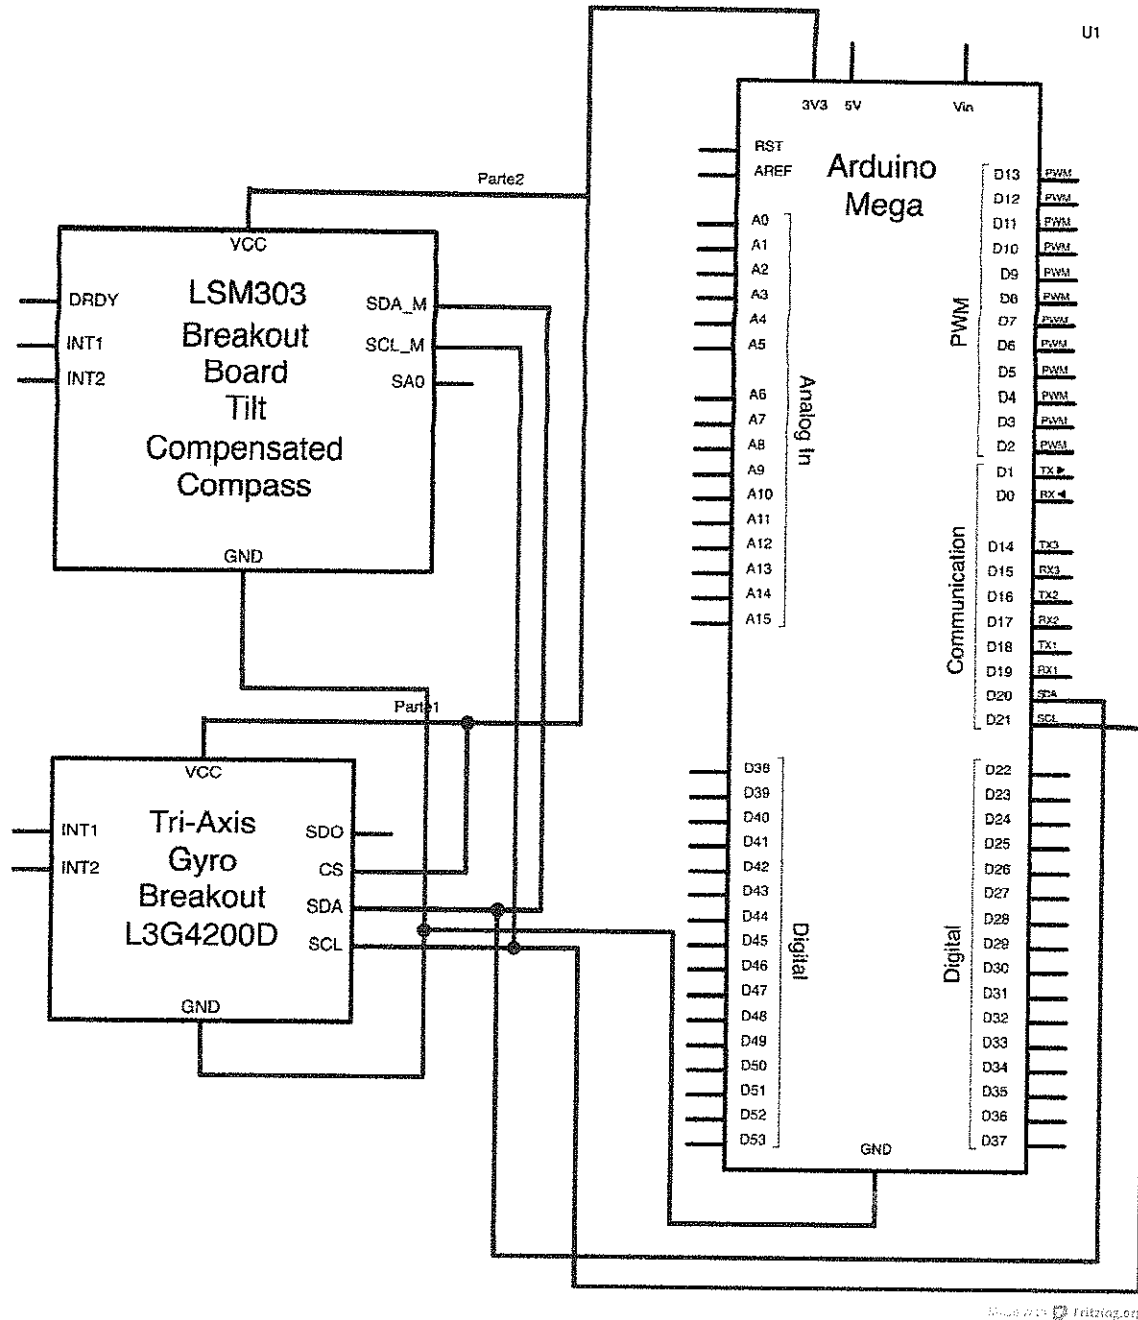 U1
3V3 5V Vin
Arduino
Mega
RST
AREF
A0
A1
A2
A3
A4
A5
A6
A7
A8
A9
A10
A11
A12
A13
A14
A15
Analog In
D13 PWM
D12 PWM
D11 PWM
D10 PWM
D9 PWM
D8 PWM
D7 PWM
D6 PWM
D5 PWM
D4 PWM
D3 PWM
D2 PWM
PWM
D1 TX
D0 RX
D14 TX3
D15 RX3
D16 TX2
D17 RX2
D18 TX1
D19 RX1
D20 SDA
D21 SCL
Communication
D38
D39
D40
D41
D42
D43
D44
D45
D46
D47
D48
D49
D50
D51
D52
D53
Digital
D22
D23
D24
D25
D26
D27
D28
D29
D30
D31
D32
D33
D34
D35
D36
D37
Digital
GND
Parte2
VCC
LSM303
Breakout
Board
Tilt
Compensated
Compass
DRDY
INT1
INT2
SDA_M
SCL_M
SA0
GND
Parte1
VCC
Tri-Axis
Gyro
Breakout
L3G4200D
INT1
INT2
SDO
CS
SDA
SCL
GND
Fritzing.org